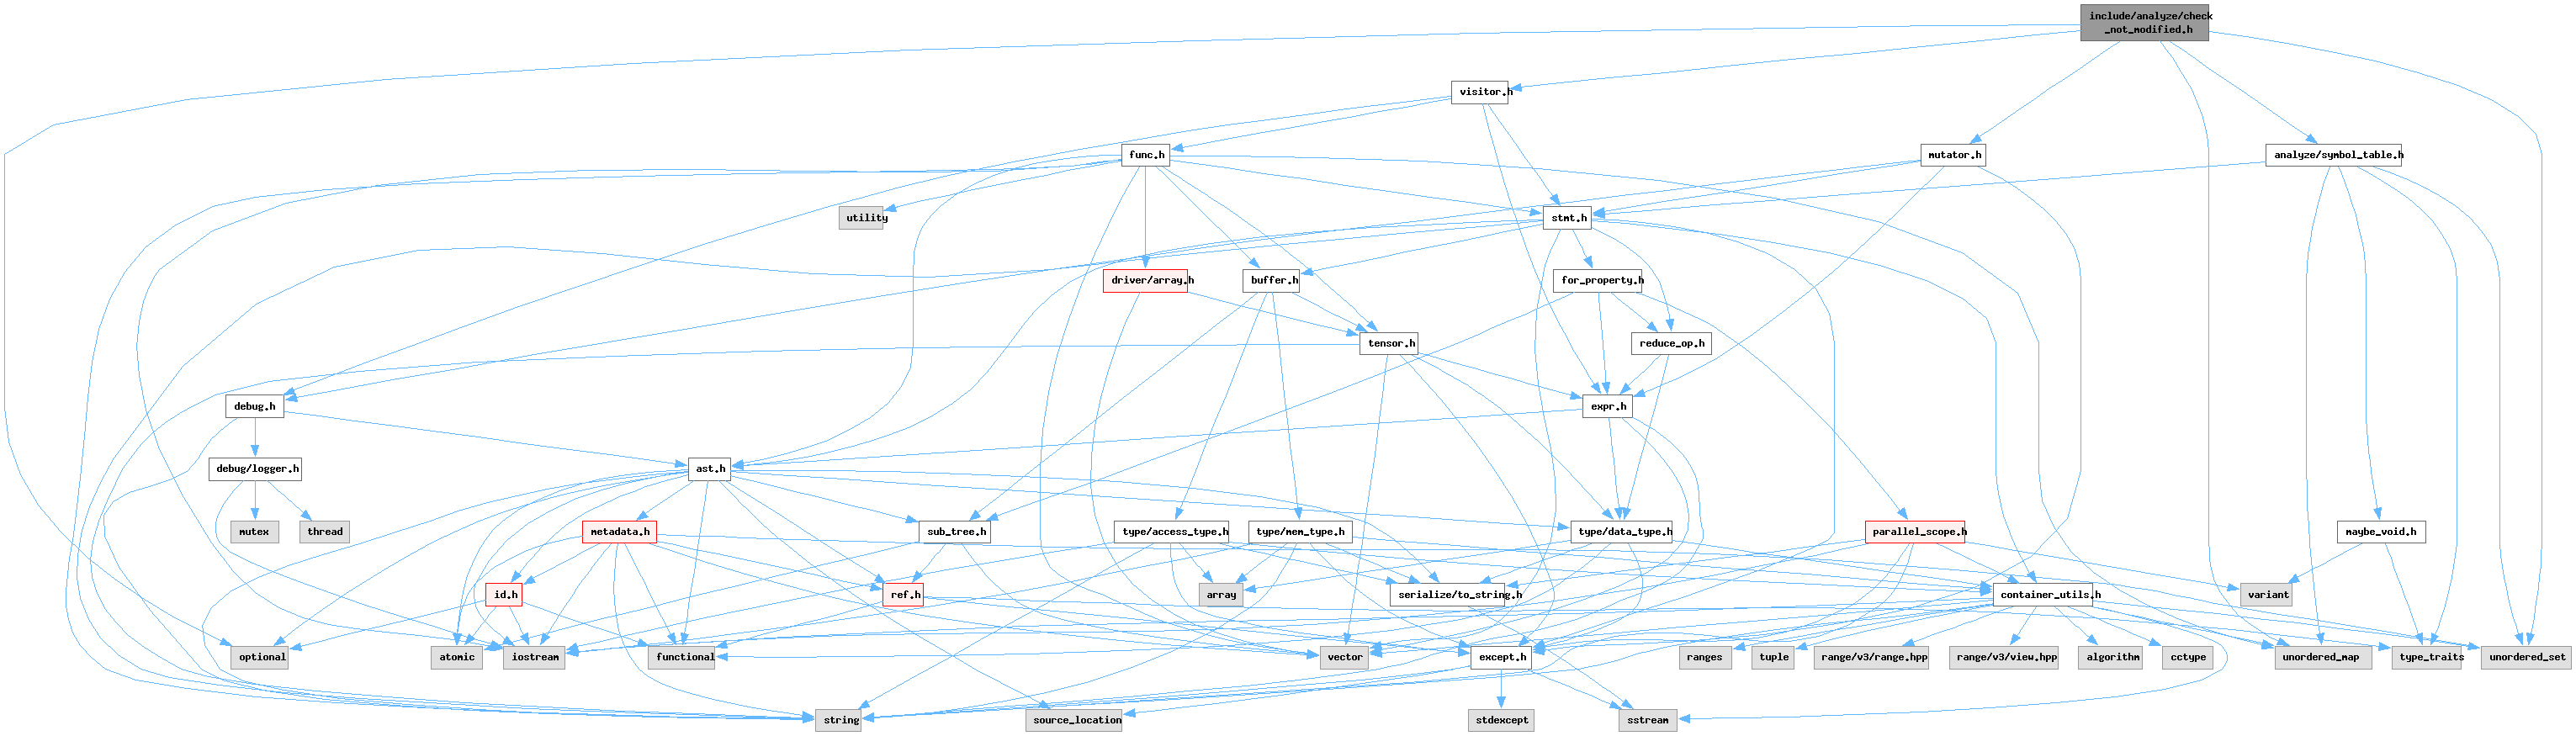 include/analyze/check
_not_modified.h
visitor.h
func.h
mutator.h
analyze/symbol_table.h
utility
stmt.h
driver/array.h
buffer.h
for_property.h
tensor.h
reduce_op.h
debug.h
expr.h
debug/logger.h
ast.h
mutex
thread
metadata.h
sub_tree.h
type/access_type.h
type/mem_type.h
type/data_type.h
parallel_scope.h
maybe_void.h
id.h
ref.h
array
serialize/to_string.h
container_utils.h
variant
optional
atomic
iostream
functional
vector
except.h
ranges
tuple
range/v3/range.hpp
range/v3/view.hpp
algorithm
cctype
unordered_map
type_traits
unordered_set
string
source_location
stdexcept
sstream